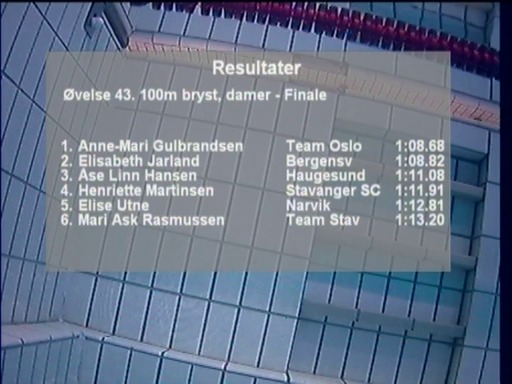 Resultater
Øvelse 43. 100m bryst, damer - Finale
1. Anne-Mari Gulbrandsen Team Oslo 1:08.68
2. Elisabeth Jarland Bergensv 1:08.82
3. Åse Linn Hansen Haugesund 1:11.08
4. Henriette Martinsen Stavanger SC 1:11.91
5. Elise Utne Narvik 1:12.81
6. Mari Ask Rasmussen Team Stav 1:13.20